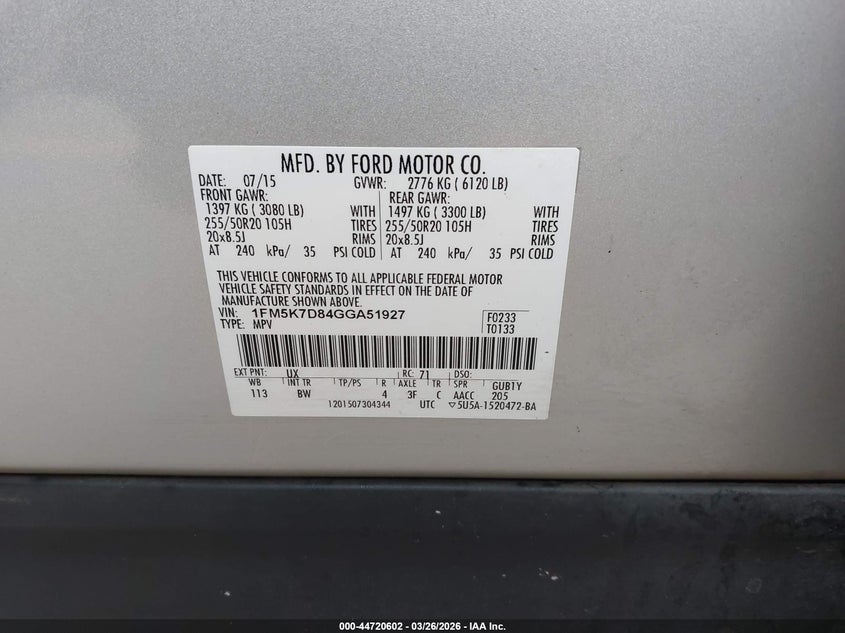 MFD. BY FORD MOTOR CO.
DATE: 07/15 GVWR: 2776 KG ( 6120 LB)
FRONT GAWR: REAR GAWR:
1397 KG ( 3080 LB) WITH 1497 KG ( 3300 LB) WITH
255/50R20 105H TIRES 255/50R20 105H TIRES
20x8.5J RIMS 20x8.5J RIMS
AT 240 kPa/ 35 PSI COLD AT 240 kPa/ 35 PSI COLD
THIS VEHICLE CONFORMS TO ALL APPLICABLE FEDERAL MOTOR
VEHICLE SAFETY STANDARDS IN EFFECT ON THE DATE OF
MANUFACTURE SHOWN ABOVE.
VIN: 1FM5K7D84GGA51927 F0233
TYPE: MPV T0133
EXT PNT: UX RC: 71 DSO:
WB INT TR TP/PS R AXLE TR SPR GUB1Y
113 BW 4 3F C AACC 205
1201507304344 UTC ▽5U5A-1520472-BA
000-44720602 - 03/26/2026 - IAA Inc.